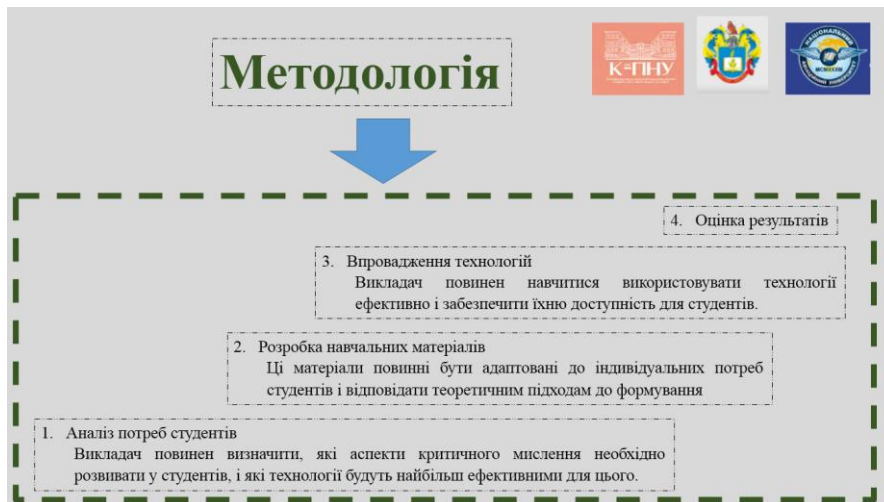 Методологія
К=ПНУ
НАЦІОНАЛЬНИЙ
УНІВЕРСИТЕТ
4. Оцінка результатів
3. Впровадження технологій
Викладач повинен навчитися використовувати технології
ефективно і забезпечити їхню доступність для студентів.
2. Розробка навчальних матеріалів
Ці матеріали повинні бути адаптовані до індивідуальних потреб
студентів і відповідати теоретичним підходам до формування
1. Аналіз потреб студентів
Викладач повинен визначити, які аспекти критичного мислення необхідно
розвивати у студентів, і які технології будуть найбільш ефективними для цього.